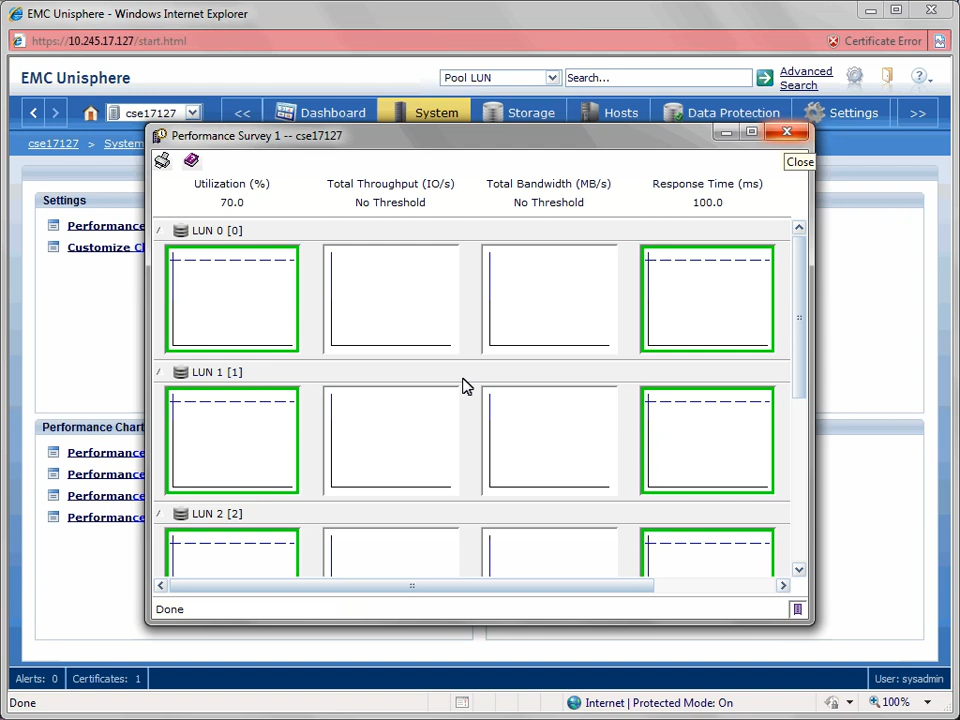 EMC Unisphere - Windows Internet Explorer
https://10.245.17.127/start.html
Certificate Error
EMC Unisphere
Pool LUN
Search...
Advanced Search
cse17127
<<
Dashboard
System
Storage
Hosts
Data Protection
Settings
>>
cse17127 > System
Performance Survey 1 -- cse17127
Close
Settings
Performance
Customize C
Performance Chart
Performance
Performance
Performance
Performance
Utilization (%)
Total Throughput (IO/s)
Total Bandwidth (MB/s)
Response Time (ms)
70.0
No Threshold
No Threshold
100.0
LUN 0 [0]
LUN 1 [1]
LUN 2 [2]
Done
Alerts: 0
Certificates: 1
User: sysadmin
Done
Internet | Protected Mode: On
100%